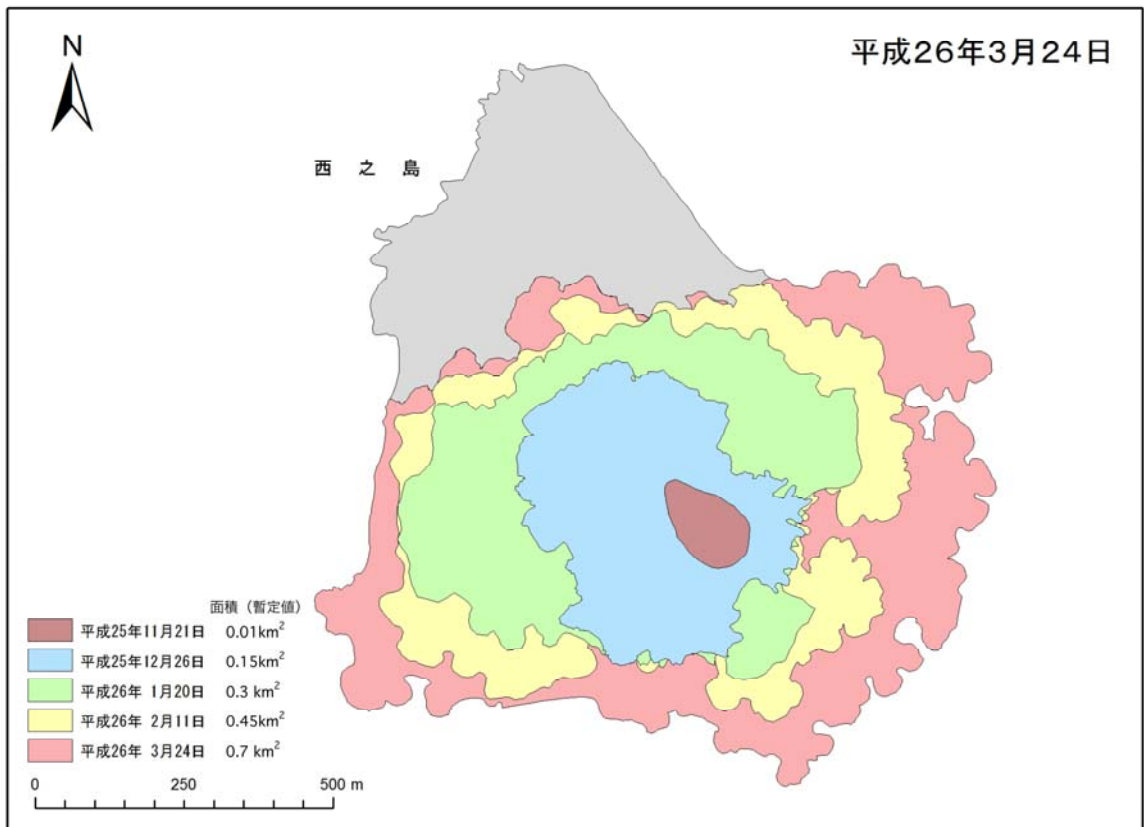 平成26年3月24日
N
西之島
面積（暫定値）
平成25年11月21日 0.01km²
平成25年12月26日 0.15km²
平成26年 1月20日 0.3 km²
平成26年 2月11日 0.45km²
平成26年 3月24日 0.7 km²
0 250 500 m